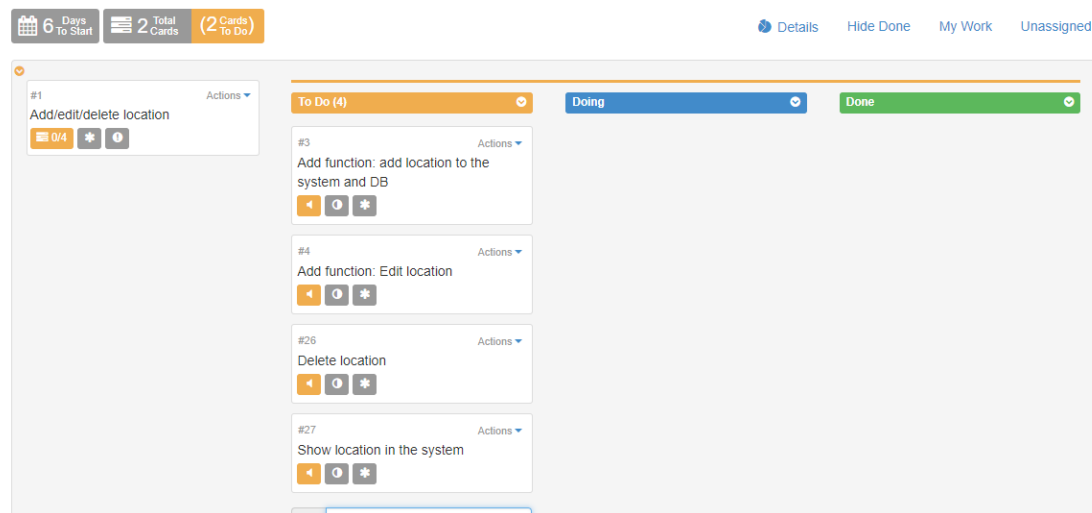 6 Days To Start
2 Total Cards
(2 Cards To Do)
Details
Hide Done
My Work
Unassigned
#1
Actions
Add/edit/delete location
0/4
To Do (4)
Doing
Done
#3
Actions
Add function: add location to the
system and DB
#4
Actions
Add function: Edit location
#26
Actions
Delete location
#27
Actions
Show location in the system